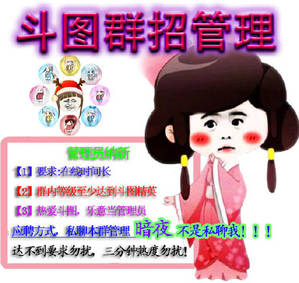 斗图群招管理
管理员纳新
【1】要求:在线时间长
【2】群内等级至少达到斗图精英
【3】热爱斗图，乐意当管理员
应聘方式，私聊本群管理 暗夜 不是私聊我！！！
达不到要求勿扰，三分钟热度勿扰！